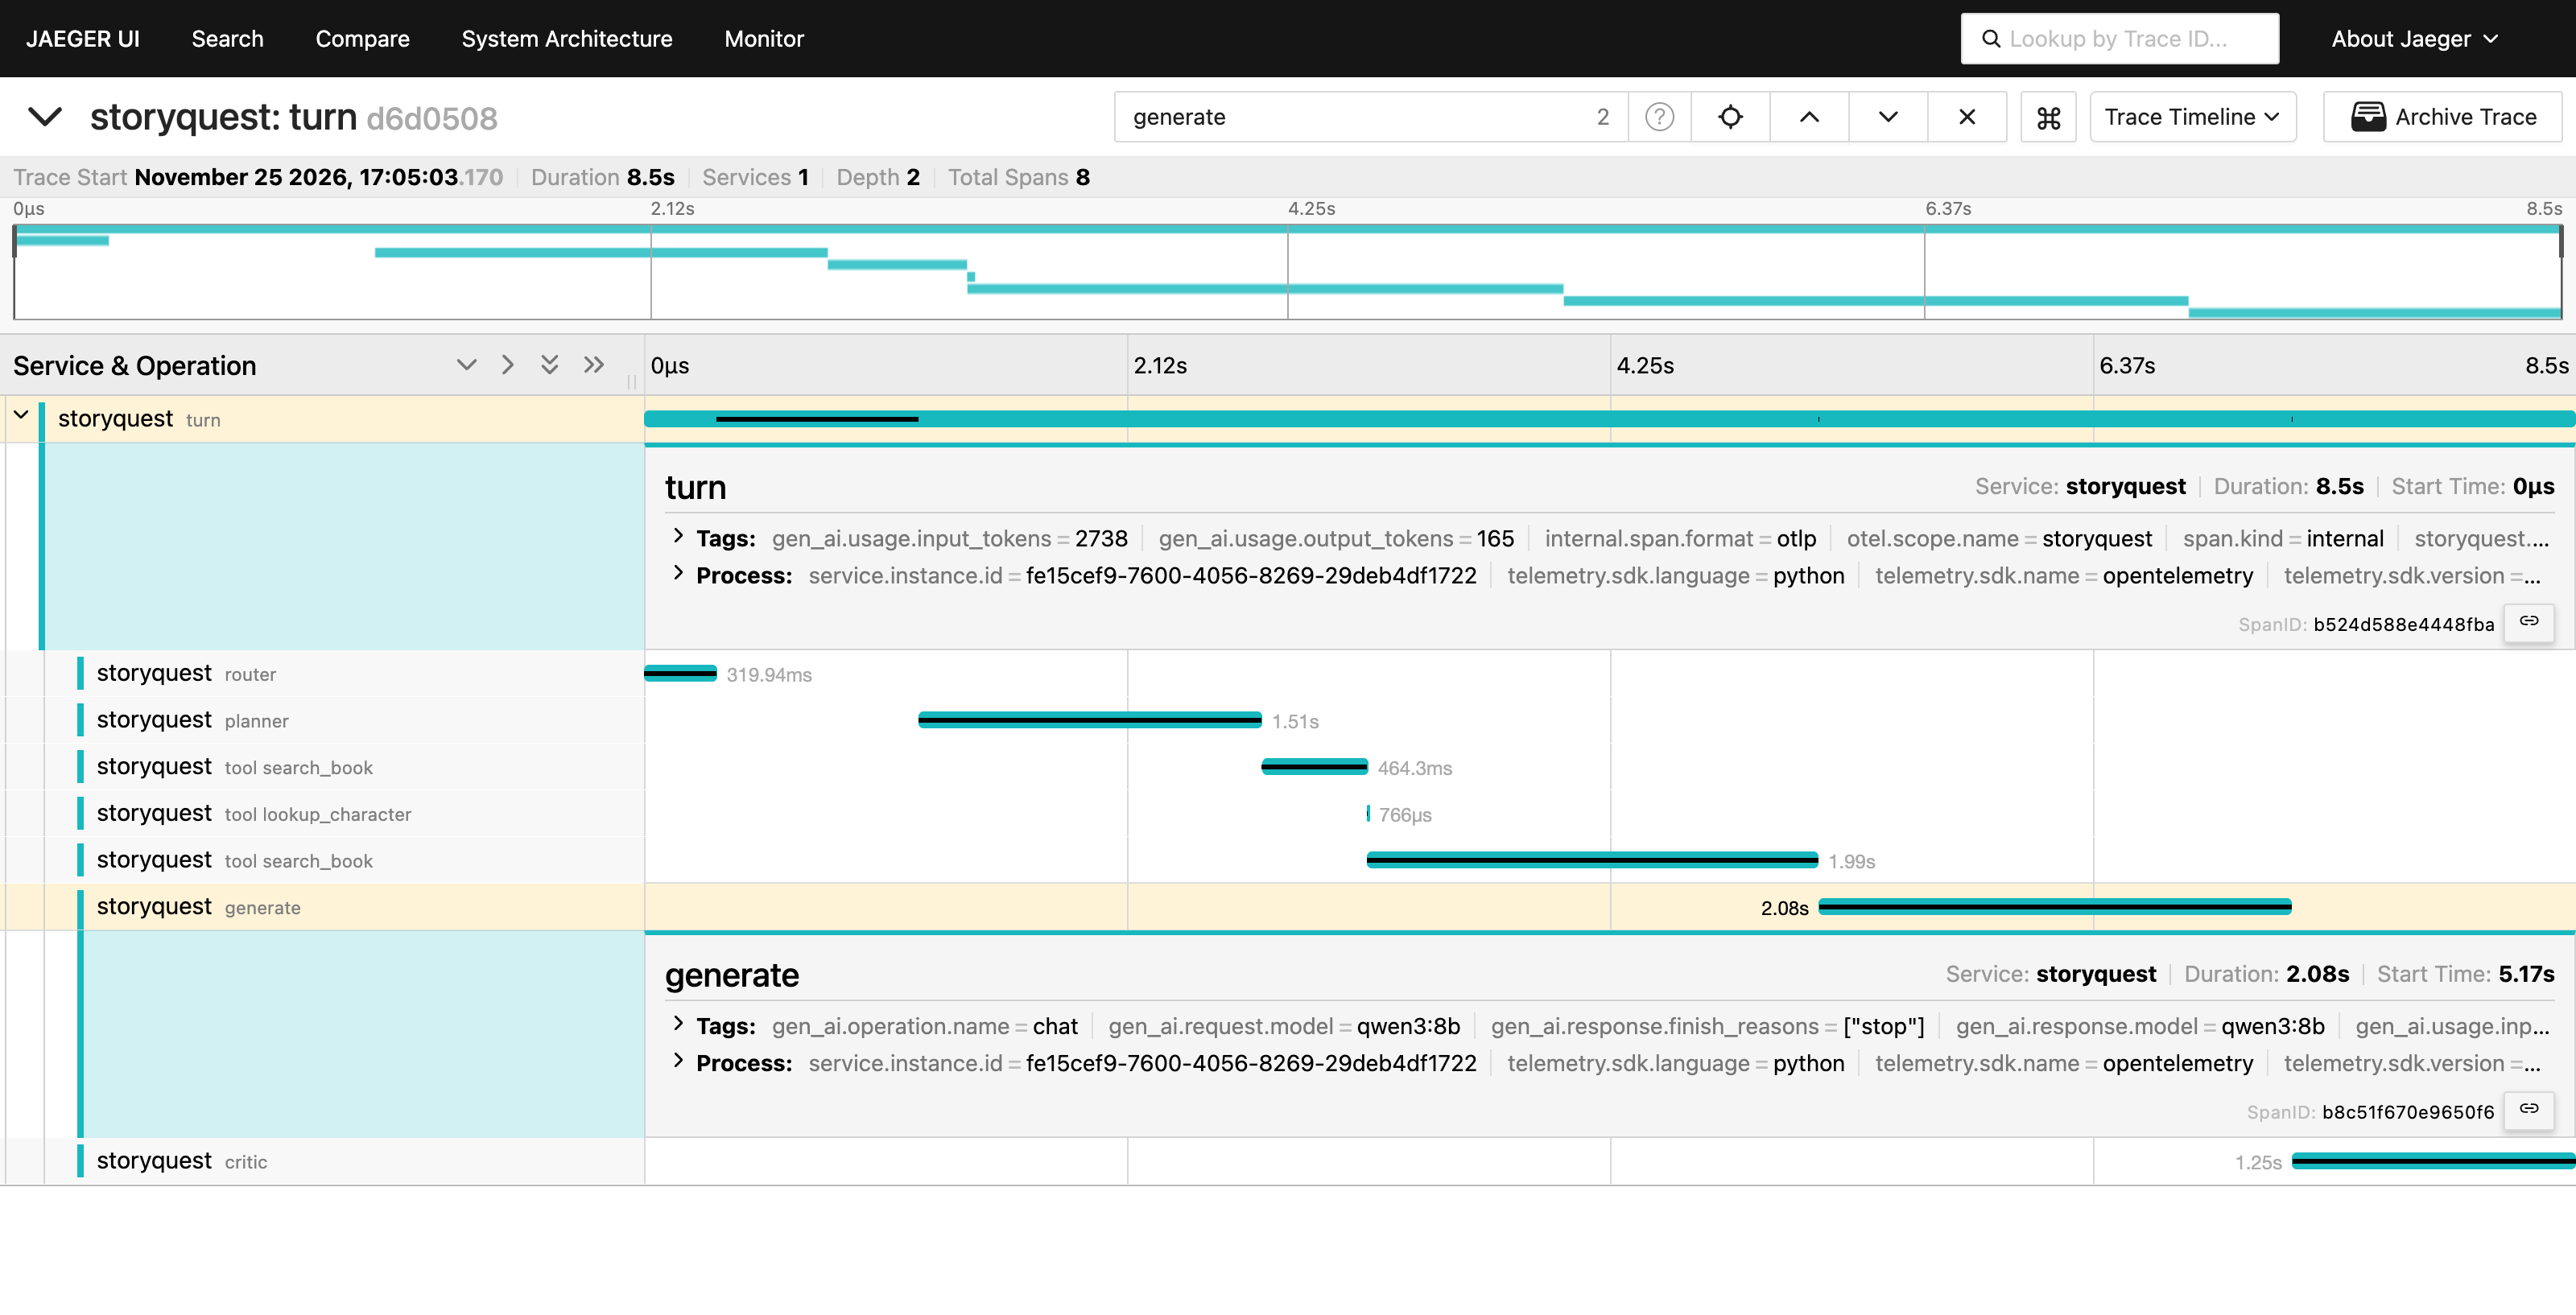 JAEGER UI Search Compare System Architecture Monitor Lookup by Trace ID... About Jaeger
storyquest: turn d6d0508 generate 2 Trace Timeline Archive Trace
Trace Start November 25 2026, 17:05:03.170 Duration 8.5s Services 1 Depth 2 Total Spans 8
0µs 2.12s 4.25s 6.37s 8.5s
Service & Operation 0µs 2.12s 4.25s 6.37s 8.5s
storyquest turn
turn Service: storyquest Duration: 8.5s Start Time: 0µs
Tags: gen_ai.usage.input_tokens = 2738 gen_ai.usage.output_tokens = 165 internal.span.format = otlp otel.scope.name = storyquest span.kind = internal storyquest....
Process: service.instance.id = fe15cef9-7600-4056-8269-29deb4df1722 telemetry.sdk.language = python telemetry.sdk.name = opentelemetry telemetry.sdk.version =...
SpanID: b524d588e4448fba
storyquest router 319.94ms
storyquest planner 1.51s
storyquest tool search_book 464.3ms
storyquest tool lookup_character 766µs
storyquest tool search_book 1.99s
storyquest generate 2.08s
generate Service: storyquest Duration: 2.08s Start Time: 5.17s
Tags: gen_ai.operation.name = chat gen_ai.request.model = qwen3:8b gen_ai.response.finish_reasons = ["stop"] gen_ai.response.model = qwen3:8b gen_ai.usage.inp...
Process: service.instance.id = fe15cef9-7600-4056-8269-29deb4df1722 telemetry.sdk.language = python telemetry.sdk.name = opentelemetry telemetry.sdk.version =...
SpanID: b8c51f670e9650f6
storyquest critic 1.25s